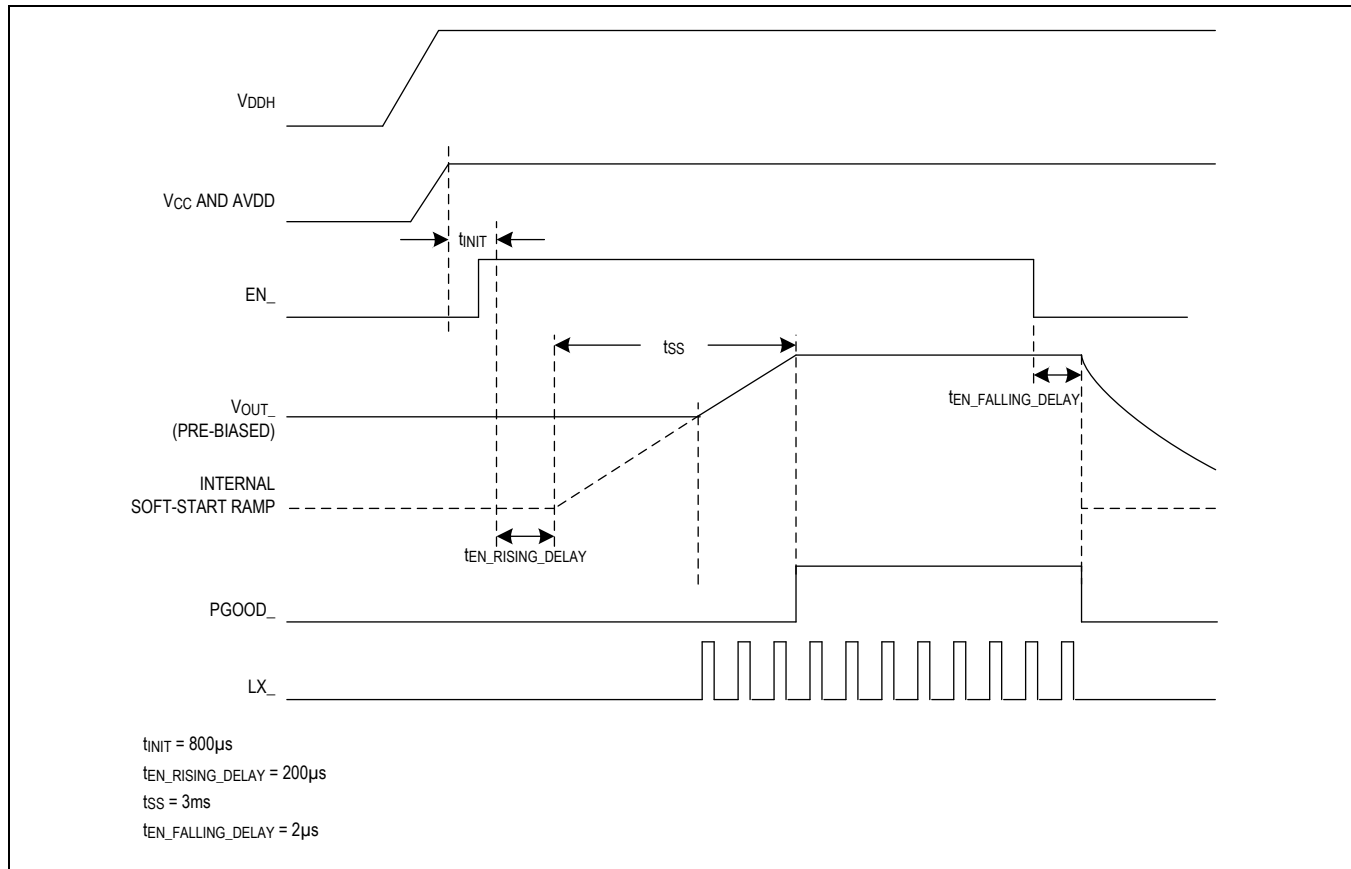 VDDH
VCC AND AVDD
tINIT
EN_
tSS
VOUT_
(PRE-BIASED)
tEN_FALLING_DELAY
INTERNAL
SOFT-START RAMP
tEN_RISING_DELAY
PGOOD_
LX_
tINIT = 800µs
tEN_RISING_DELAY = 200µs
tSS = 3ms
tEN_FALLING_DELAY = 2µs